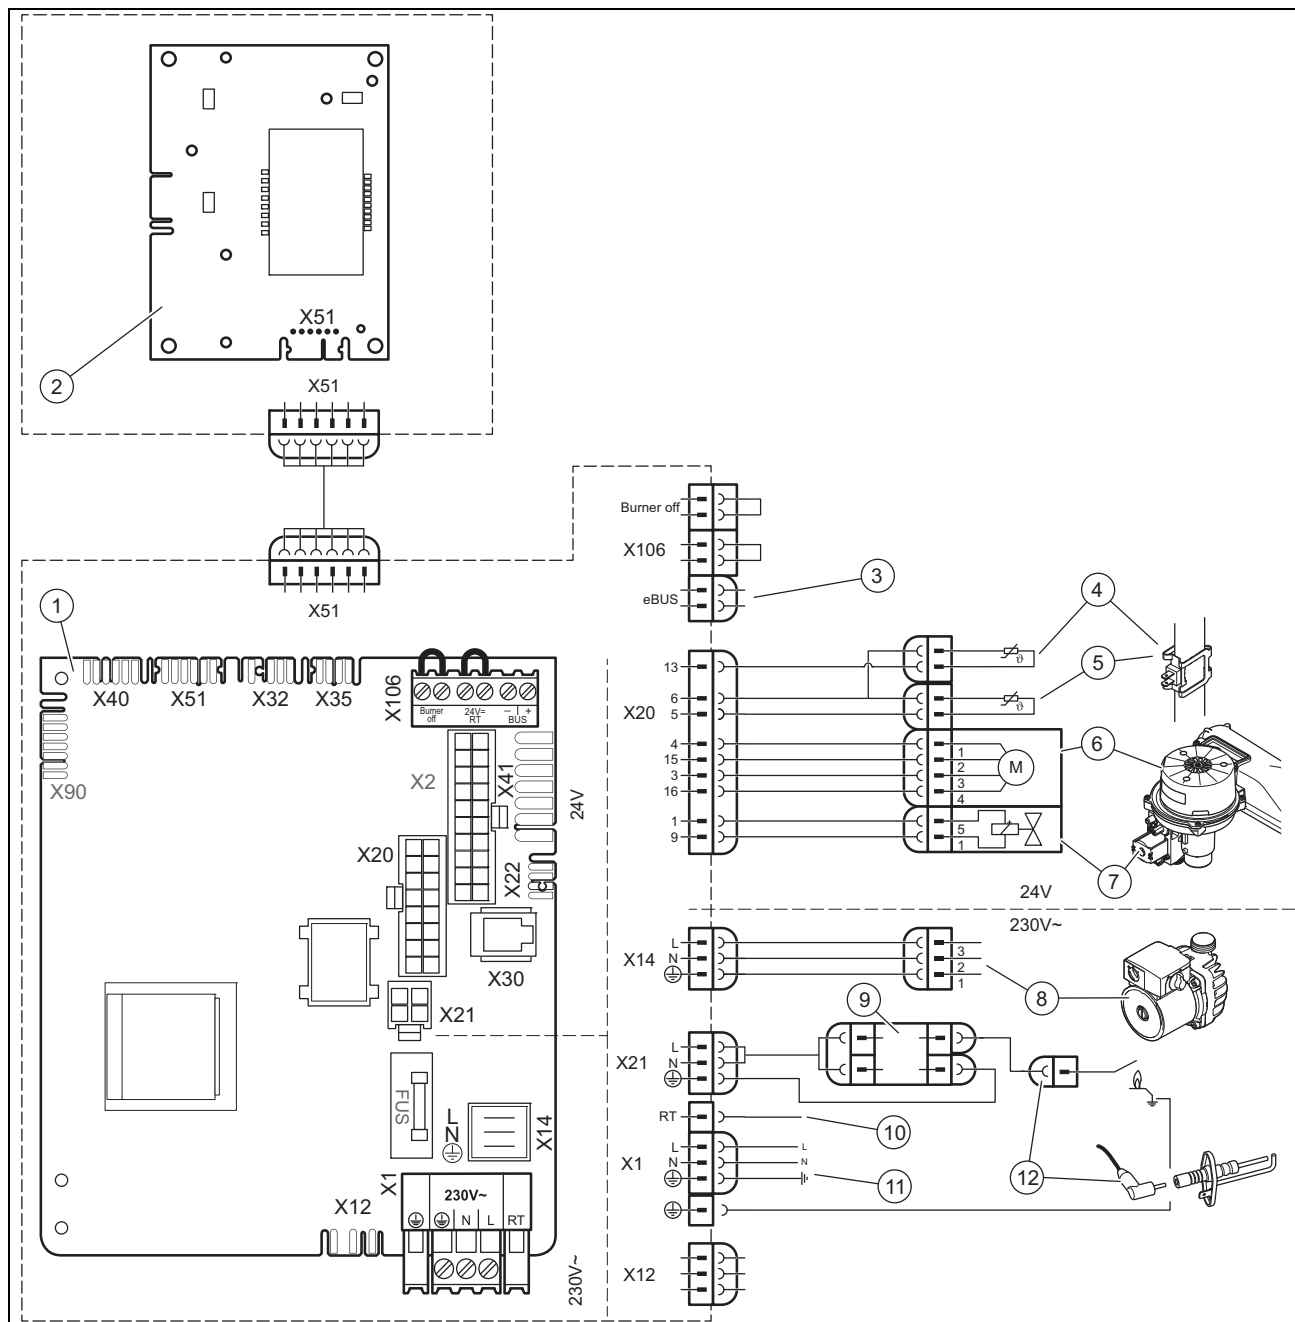 X51
2
X51
X51
1
X40
X51
X32
X35
X106
Burner off
24V= RT
− + BUS
X90
X2
X41
24V
X20
X22
X30
X21
FUS
L
N
X14
X1
230V~
N
L
RT
X12
230V~
Burner off
X106
eBUS
3
4
5
13
6
X20
5
4
15
3
16
1
9
1
2
3
4
M
6
5
1
7
24V
230V~
L
X14
N
3
2
1
8
9
L
X21
N
RT
10
L
L
X1
N
N
11
12
X12